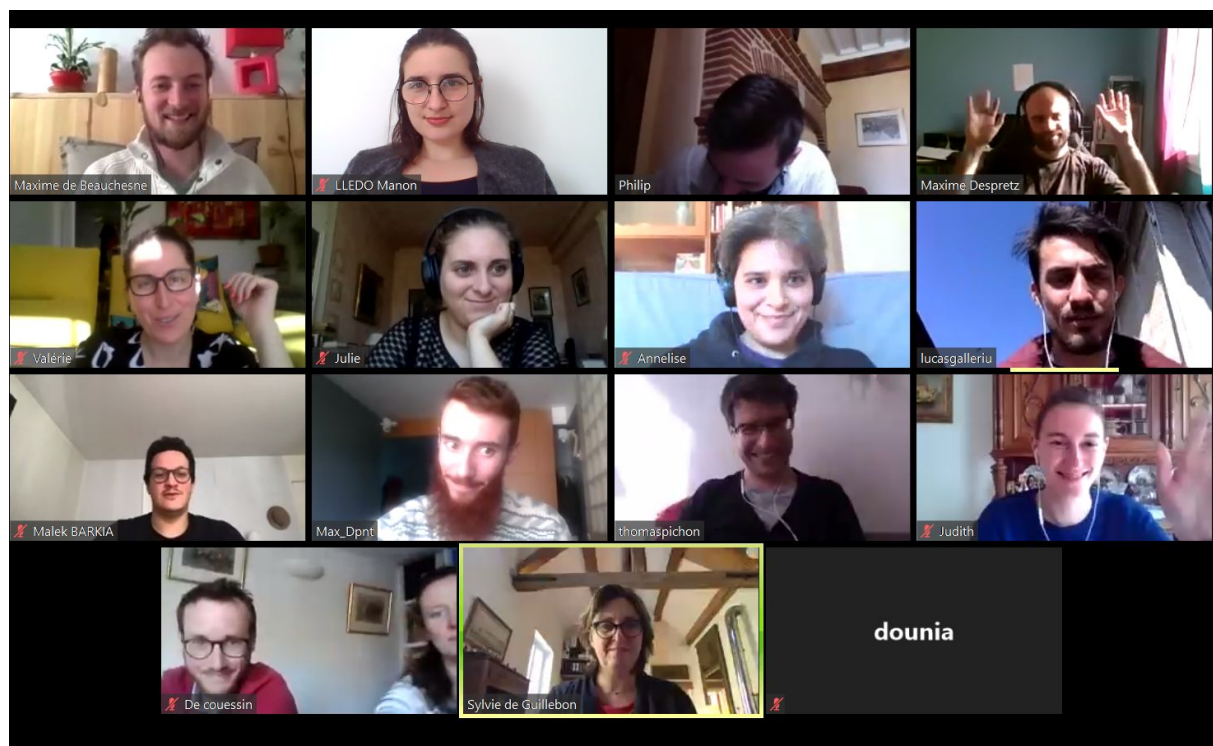 Maxime de Beauchesne
LLEDO Manon
Philip
Maxime Despretz
Valérie
Julie
Annelise
lucasgalleriu
Malek BARKIA
Max_Dpnt
thomaspichon
Judith
De couessin
Sylvie de Guillebon
dounia